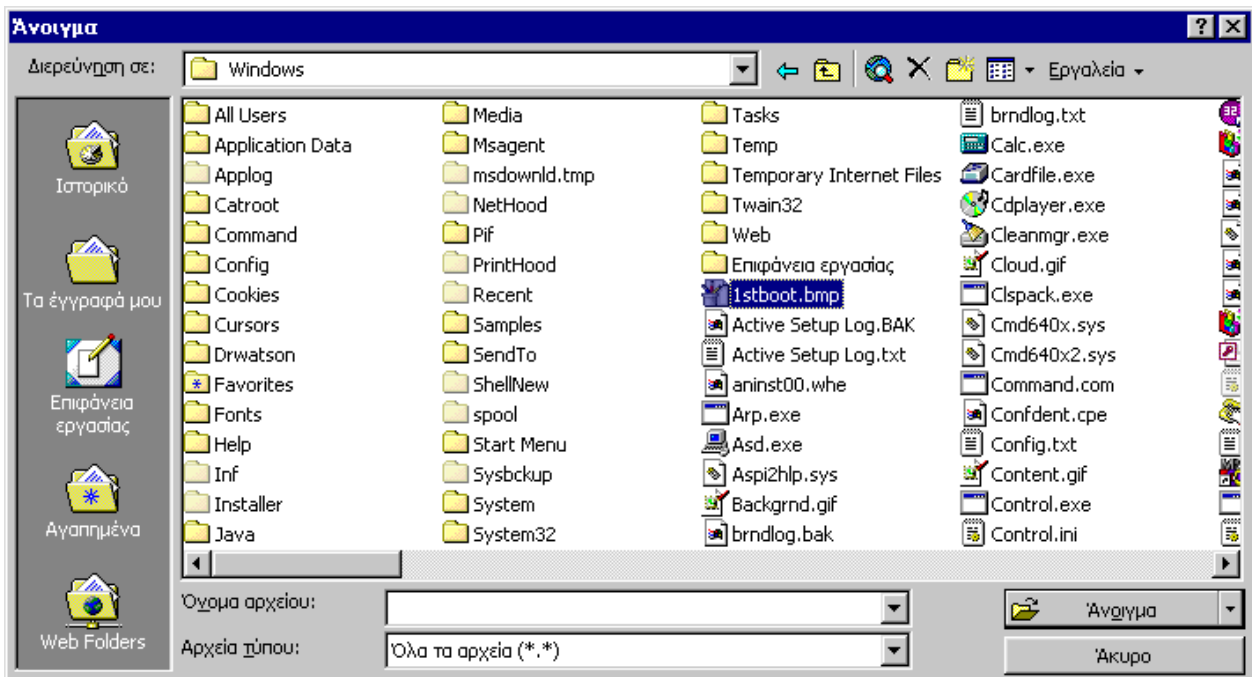 Άνοιγμα
Διερεύνηση σε:
Windows
Εργαλεία
Ιστορικό
Τα έγγραφά μου
Επιφάνεια
εργασίας
Αγαπημένα
Web Folders
All Users
Application Data
Applog
Catroot
Command
Config
Cookies
Cursors
Drwatson
Favorites
Fonts
Help
Inf
Installer
Java
Media
Msagent
msdownld.tmp
NetHood
Pif
PrintHood
Recent
Samples
SendTo
ShellNew
spool
Start Menu
Sysbckup
System
System32
Tasks
Temp
Temporary Internet Files
Twain32
Web
Επιφάνεια εργασίας
1stboot.bmp
Active Setup Log.BAK
Active Setup Log.txt
aninst00.whe
Arp.exe
Asd.exe
Aspi2hlp.sys
Backgrnd.gif
brndlog.bak
brndlog.txt
Calc.exe
Cardfile.exe
Cdplayer.exe
Cleanmgr.exe
Cloud.gif
Clspack.exe
Cmd640x.sys
Cmd640x2.sys
Command.com
Confdent.cpe
Config.txt
Content.gif
Control.exe
Control.ini
Όνομα αρχείου:
Άνοιγμα
Αρχεία τύπου:
Όλα τα αρχεία (*.*)
Άκυρο